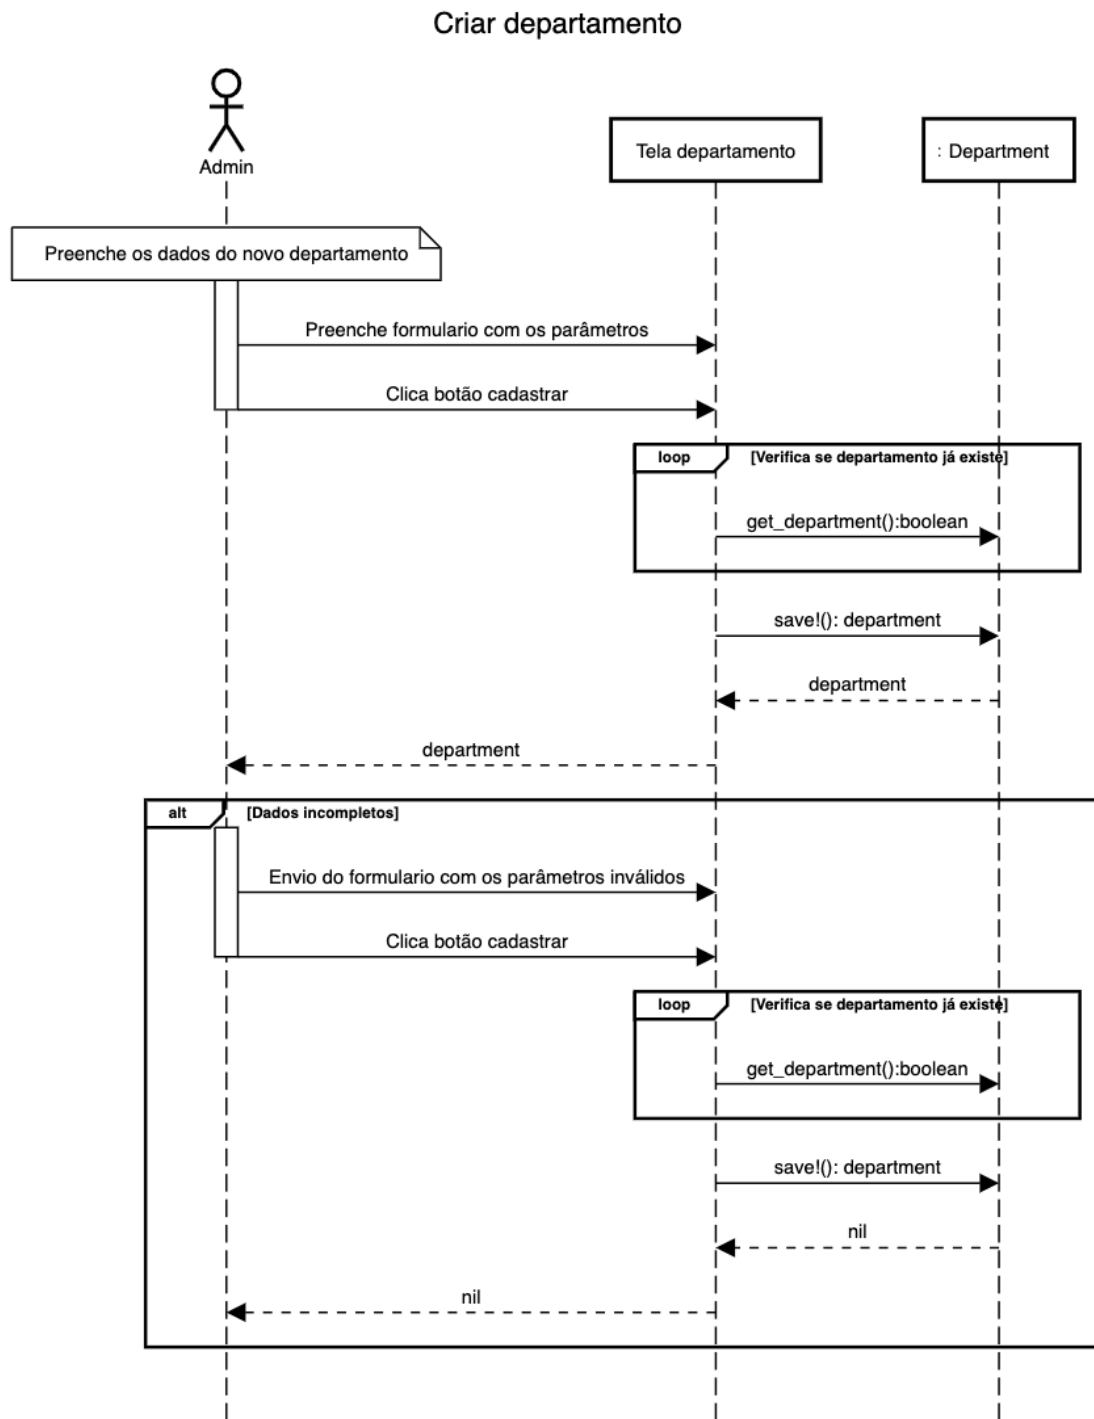 Criar departamento
Admin
Tela departamento
: Department
Preenche os dados do novo departamento
Preenche formulario com os parâmetros
Clica botão cadastrar
loop
[Verifica se departamento já existe]
get_department():boolean
save!(): department
department
department
alt
[Dados incompletos]
Envio do formulario com os parâmetros inválidos
Clica botão cadastrar
loop
[Verifica se departamento já existe]
get_department():boolean
save!(): department
nil
nil